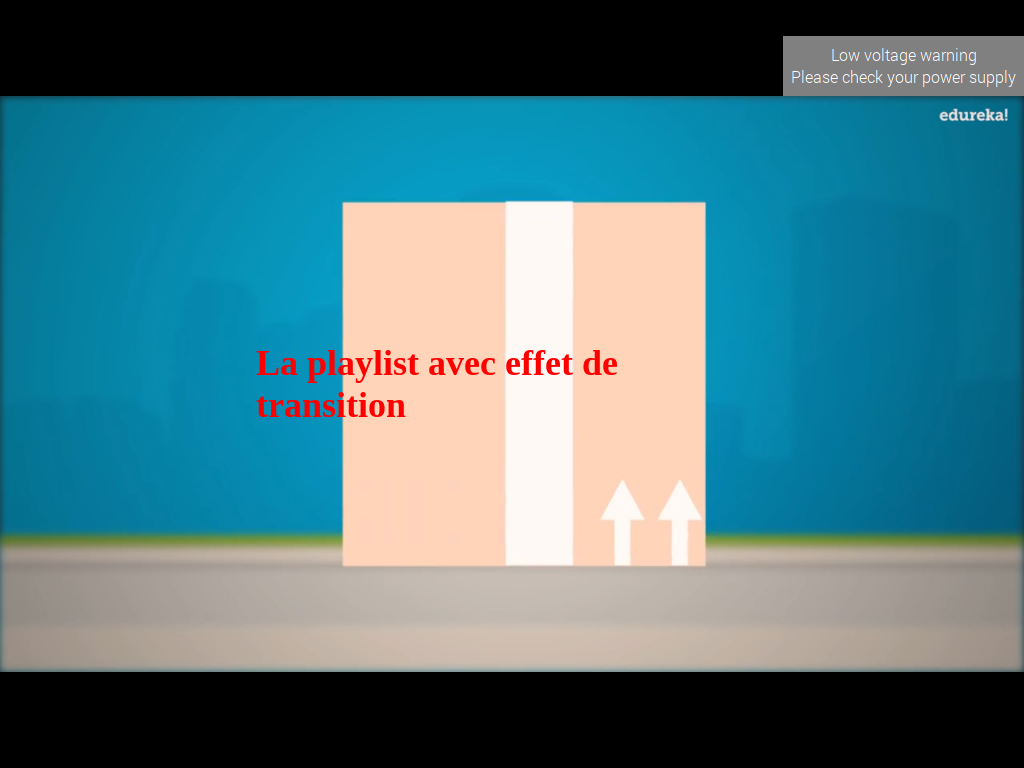 Low voltage warning
Please check your power supply
edureka!
La playlist avec effet de
transition